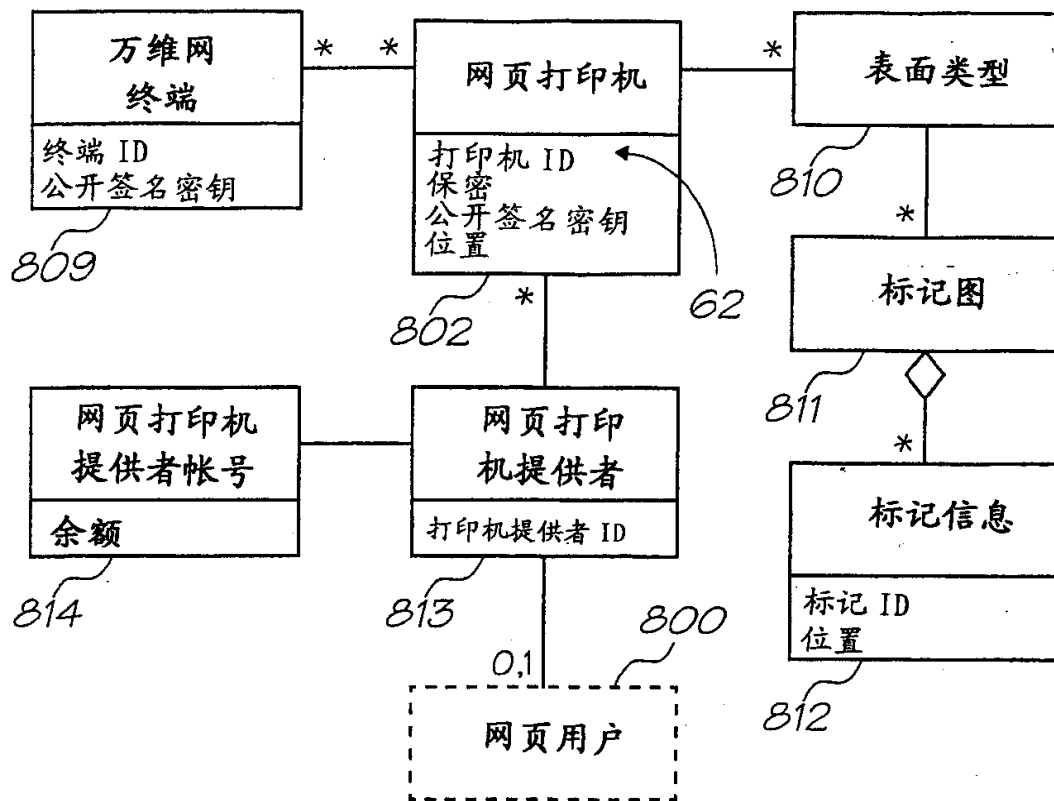 万维网
终端
终端 ID
公开签名密钥
809
*
*
网页打印机
打印机 ID
保密
公开签名密钥
位置
802
62
*
*
表面类型
810
*
标记图
811
*
标记信息
标记 ID
位置
812
网页打印机
提供者帐号
余额
814
网页打印
机提供者
打印机提供者 ID
813
0,1
800
网页用户